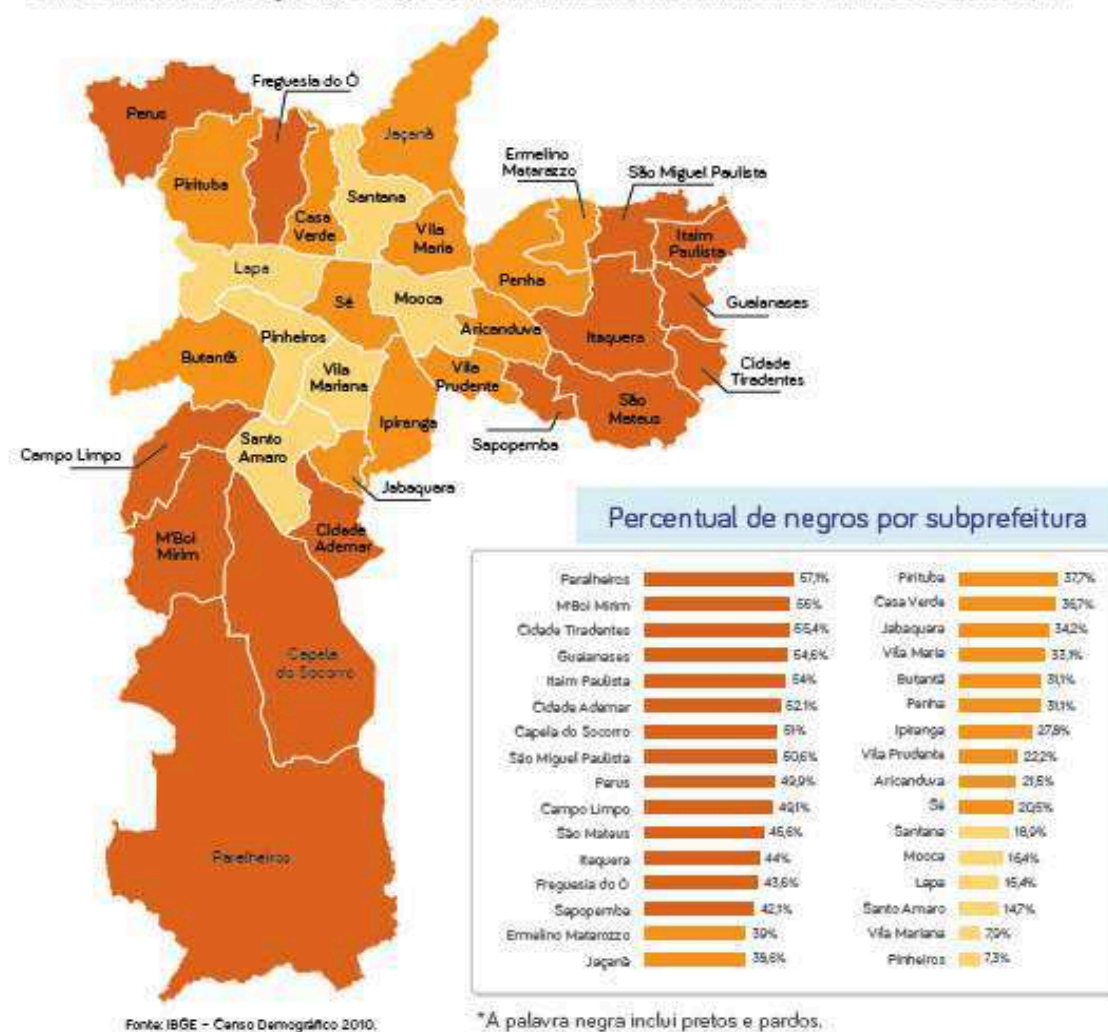 Freguesia do Ó
Perus
Jaçanã
Ermelino
Matarazzo
São Miguel Paulista
Pirituba
Santana
Casa
Verde
Vila
Maria
Itaim
Paulista
Lapa
Penha
Sé
Mooca
Guaianases
Aricanduva
Itaquera
Pinheiros
Butantã
Vila
Mariana
Vila
Prudente
Cidade
Tiradentes
Ipiranga
São
Mateus
Santo
Amaro
Sapopemba
Campo Limpo
Jabaquara
Cidade
Ademar
M'Boi
Mirim
Capela
do Socorro
Parelheiros
Percentual de negros por subprefeitura
Parelheiros 57,1%
M'Boi Mirim 56%
Cidade Tiradentes 55,4%
Guaianases 54,6%
Itaim Paulista 54%
Cidade Ademar 52,1%
Capela do Socorro 51%
São Miguel Paulista 50,6%
Perus 49,9%
Campo Limpo 49,1%
São Mateus 45,6%
Itaquera 44%
Freguesia do Ó 43,6%
Sapopemba 42,1%
Ermelino Matarozzo 39%
Jaçanã 38,6%
Pirituba 37,7%
Casa Verde 36,7%
Jabaquara 34,2%
Vila Maria 33,1%
Butantã 31,1%
Penha 31,1%
Ipiranga 27,8%
Vila Prudente 22,2%
Aricanduva 21,5%
Sé 20,5%
Santana 18,9%
Mooca 16,4%
Lapa 15,4%
Santo Amaro 14,7%
Vila Mariana 7,9%
Pinheiros 7,3%
Fonte: IBGE – Censo Demográfico 2010.
*A palavra negra inclui pretos e pardos.